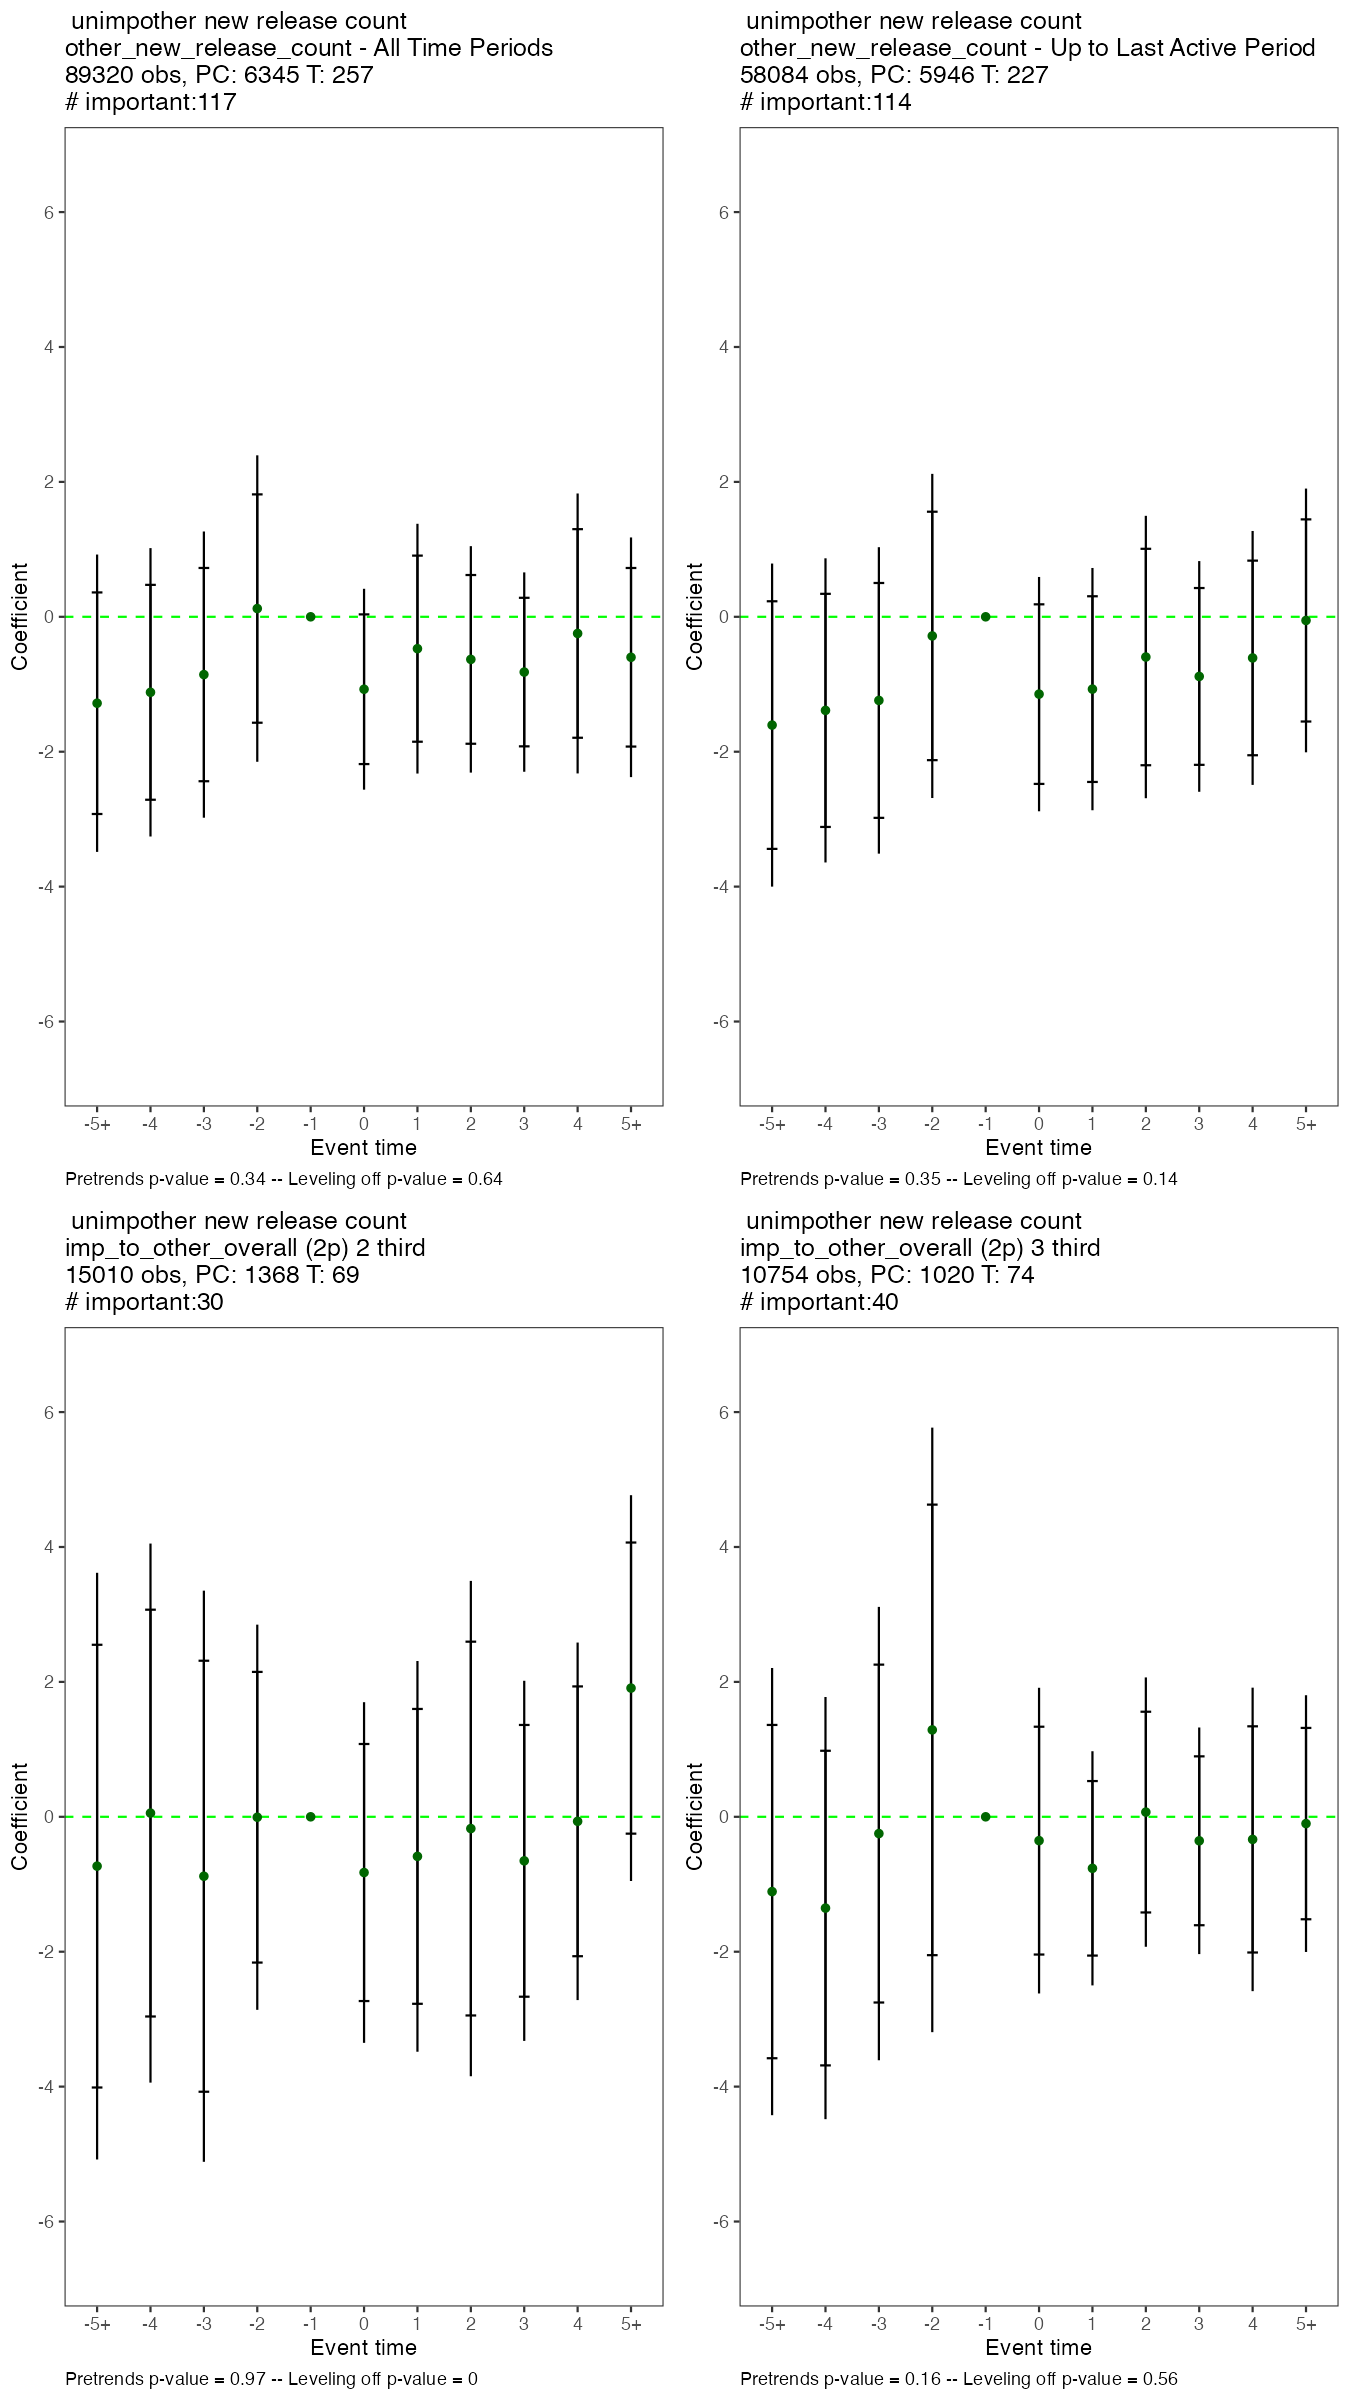 unimpother new release count
other_new_release_count - All Time Periods
89320 obs, PC: 6345 T: 257
# important:117
6
4
2
0
-2
-4
-6
Coefficient
-5+ -4 -3 -2 -1 0 1 2 3 4 5+
Event time
Pretrends p-value = 0.34 -- Leveling off p-value = 0.64
unimpother new release count
other_new_release_count - Up to Last Active Period
58084 obs, PC: 5946 T: 227
# important:114
6
4
2
0
-2
-4
-6
Coefficient
-5+ -4 -3 -2 -1 0 1 2 3 4 5+
Event time
Pretrends p-value = 0.35 -- Leveling off p-value = 0.14
unimpother new release count
imp_to_other_overall (2p) 2 third
15010 obs, PC: 1368 T: 69
# important:30
6
4
2
0
-2
-4
-6
Coefficient
-5+ -4 -3 -2 -1 0 1 2 3 4 5+
Event time
Pretrends p-value = 0.97 -- Leveling off p-value = 0
unimpother new release count
imp_to_other_overall (2p) 3 third
10754 obs, PC: 1020 T: 74
# important:40
6
4
2
0
-2
-4
-6
Coefficient
-5+ -4 -3 -2 -1 0 1 2 3 4 5+
Event time
Pretrends p-value = 0.16 -- Leveling off p-value = 0.56